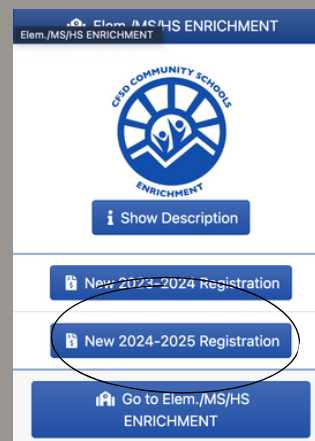 Elem./MS/HS ENRICHMENT
Elem./MS/HS ENRICHMENT
CFSD COMMUNITY SCHOOLS
ENRICHMENT
Show Description
New 2023-2024 Registration
New 2024-2025 Registration
Go to Elem./MS/HS
ENRICHMENT